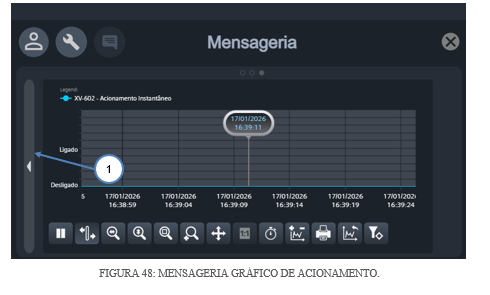 Mensageria
Legend:
XV-602 - Acionamento Instantâneo
17/01/2026
16:39:11
Ligado
1
Desligado
5 17/01/2026 17/01/2026 17/01/2026 17/01/2026 17/01/2026 17/01/202
16:38:59 16:39:04 16:39:09 16:39:14 16:39:19 16:39:24
FIGURA 48: MENSAGERIA GRÁFICO DE ACIONAMENTO.